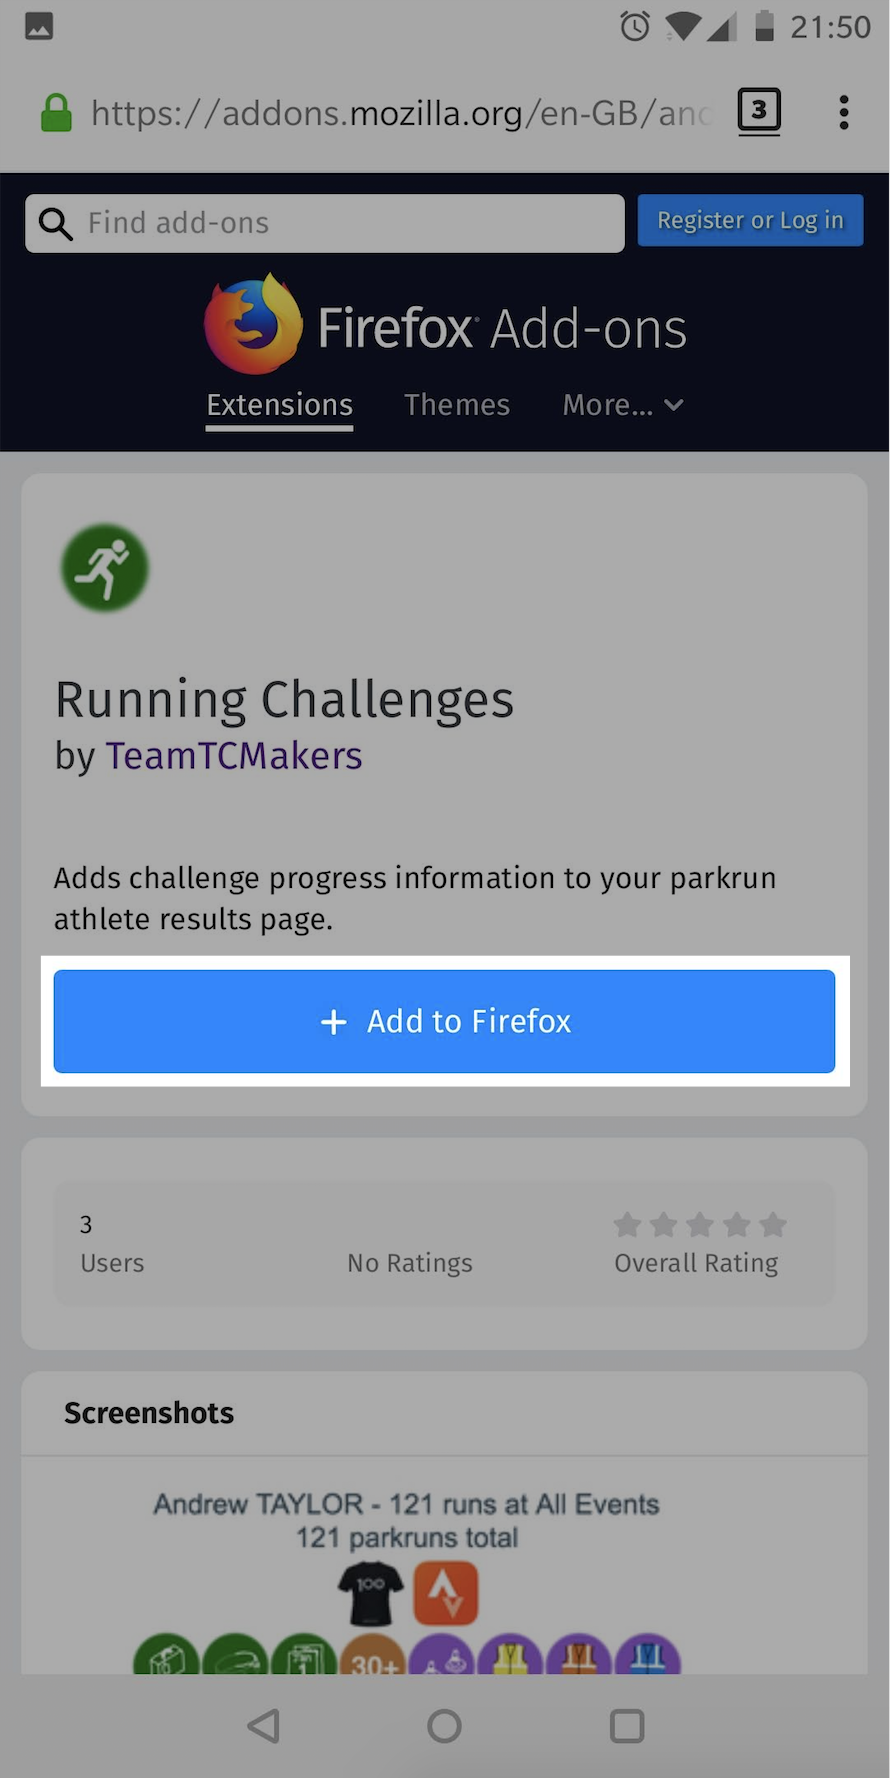 21:50
https://addons.mozilla.org/en-GB/and
3
Find add-ons
Register or Log in
Firefox Add-ons
Extensions
Themes
More...
Running Challenges
by TeamTCMakers
Adds challenge progress information to your parkrun
athlete results page.
+ Add to Firefox
3
Users
No Ratings
Overall Rating
Screenshots
Andrew TAYLOR - 121 runs at All Events
121 parkruns total
100
30+